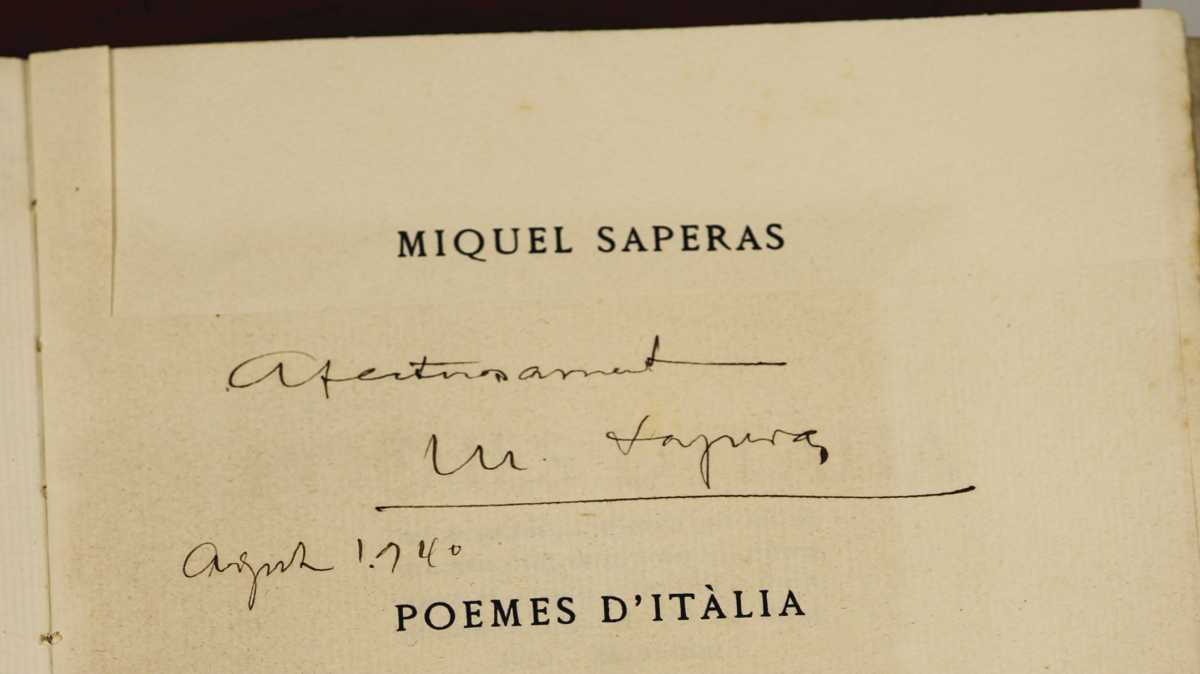 MIQUEL SAPERAS
Afectuosament
M. Saperas
Agost 1.940
POEMES D'ITÀLIA